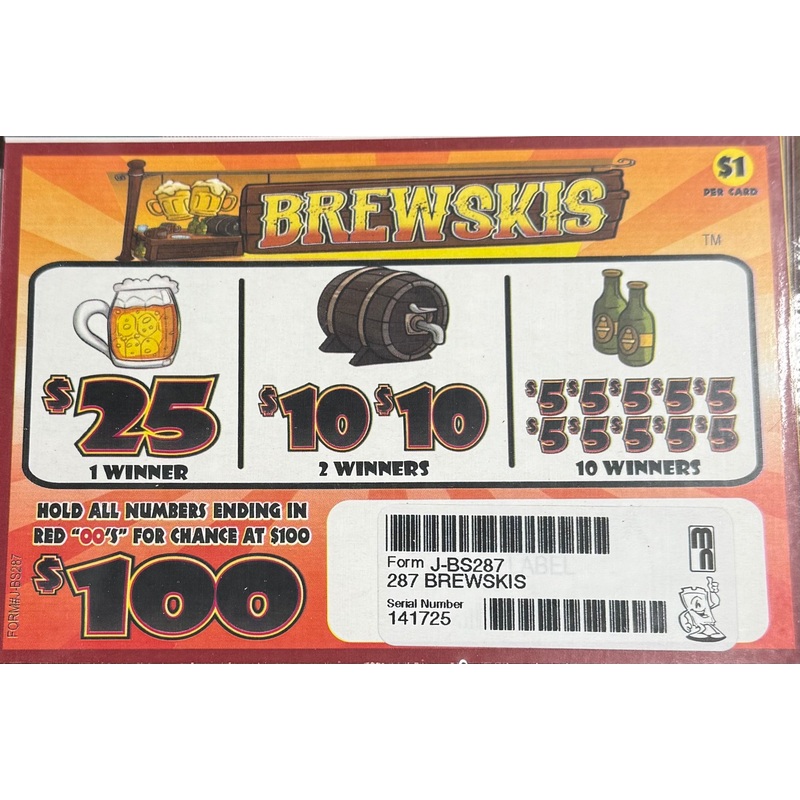 BREWSKIS
$1
PER CARD
TM
$25
1 WINNER
$10 $10
2 WINNERS
$5 $5 $5 $5 $5
$5 $5 $5 $5 $5
10 WINNERS
HOLD ALL NUMBERS ENDING IN
RED "00'S" FOR CHANCE AT $100
$100
FORM#J-BS287
Form J-BS287
LABEL
287 BREWSKIS
Serial Number
141725